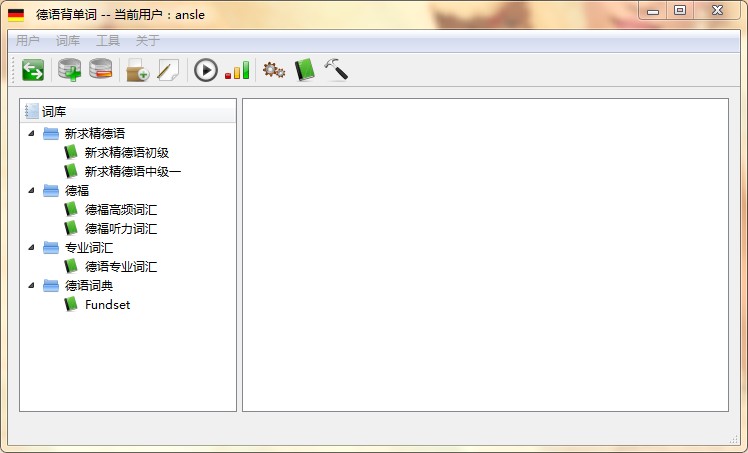 德语背单词 -- 当前用户：ansle
用户 词库 工具 关于
词库
新求精德语
新求精德语初级
新求精德语中级一
德福
德福高频词汇
德福听力词汇
专业词汇
德语专业词汇
德语词典
Fundset